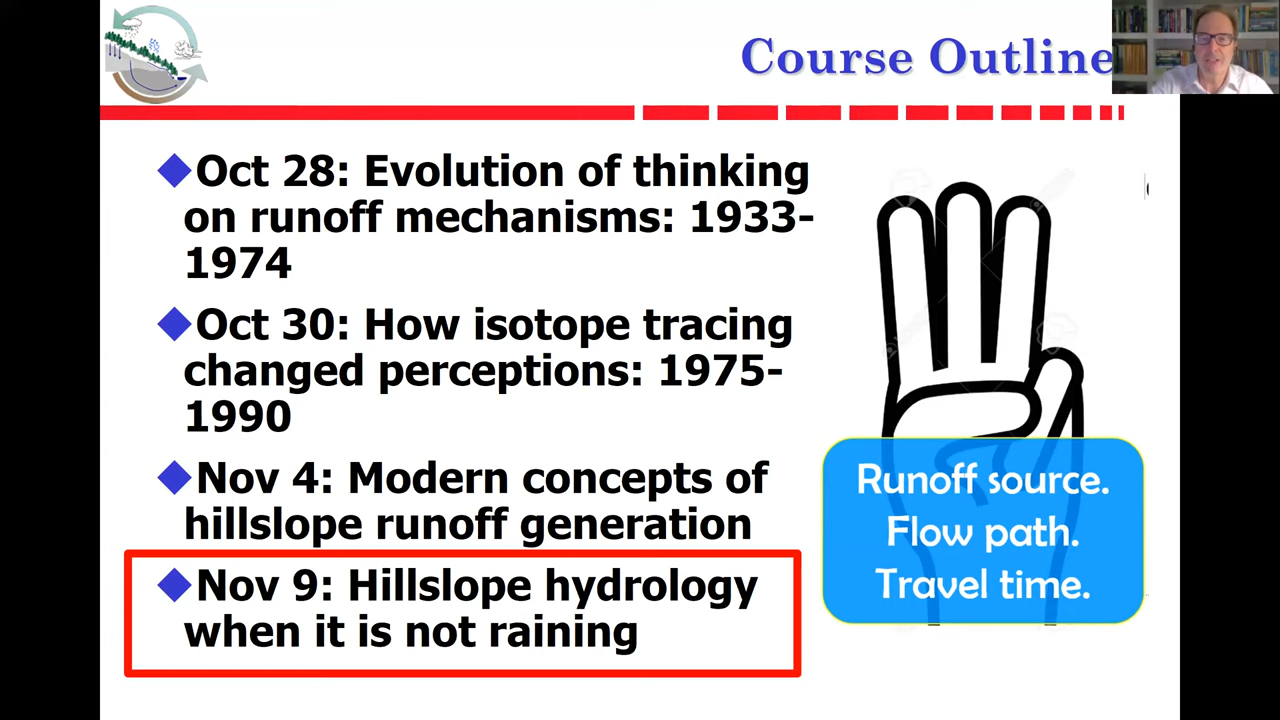 Course Outline
◆Oct 28: Evolution of thinking
on runoff mechanisms: 1933-
1974
◆Oct 30: How isotope tracing
changed perceptions: 1975-
1990
◆Nov 4: Modern concepts of
hillslope runoff generation
◆Nov 9: Hillslope hydrology
when it is not raining
Runoff source.
Flow path.
Travel time.